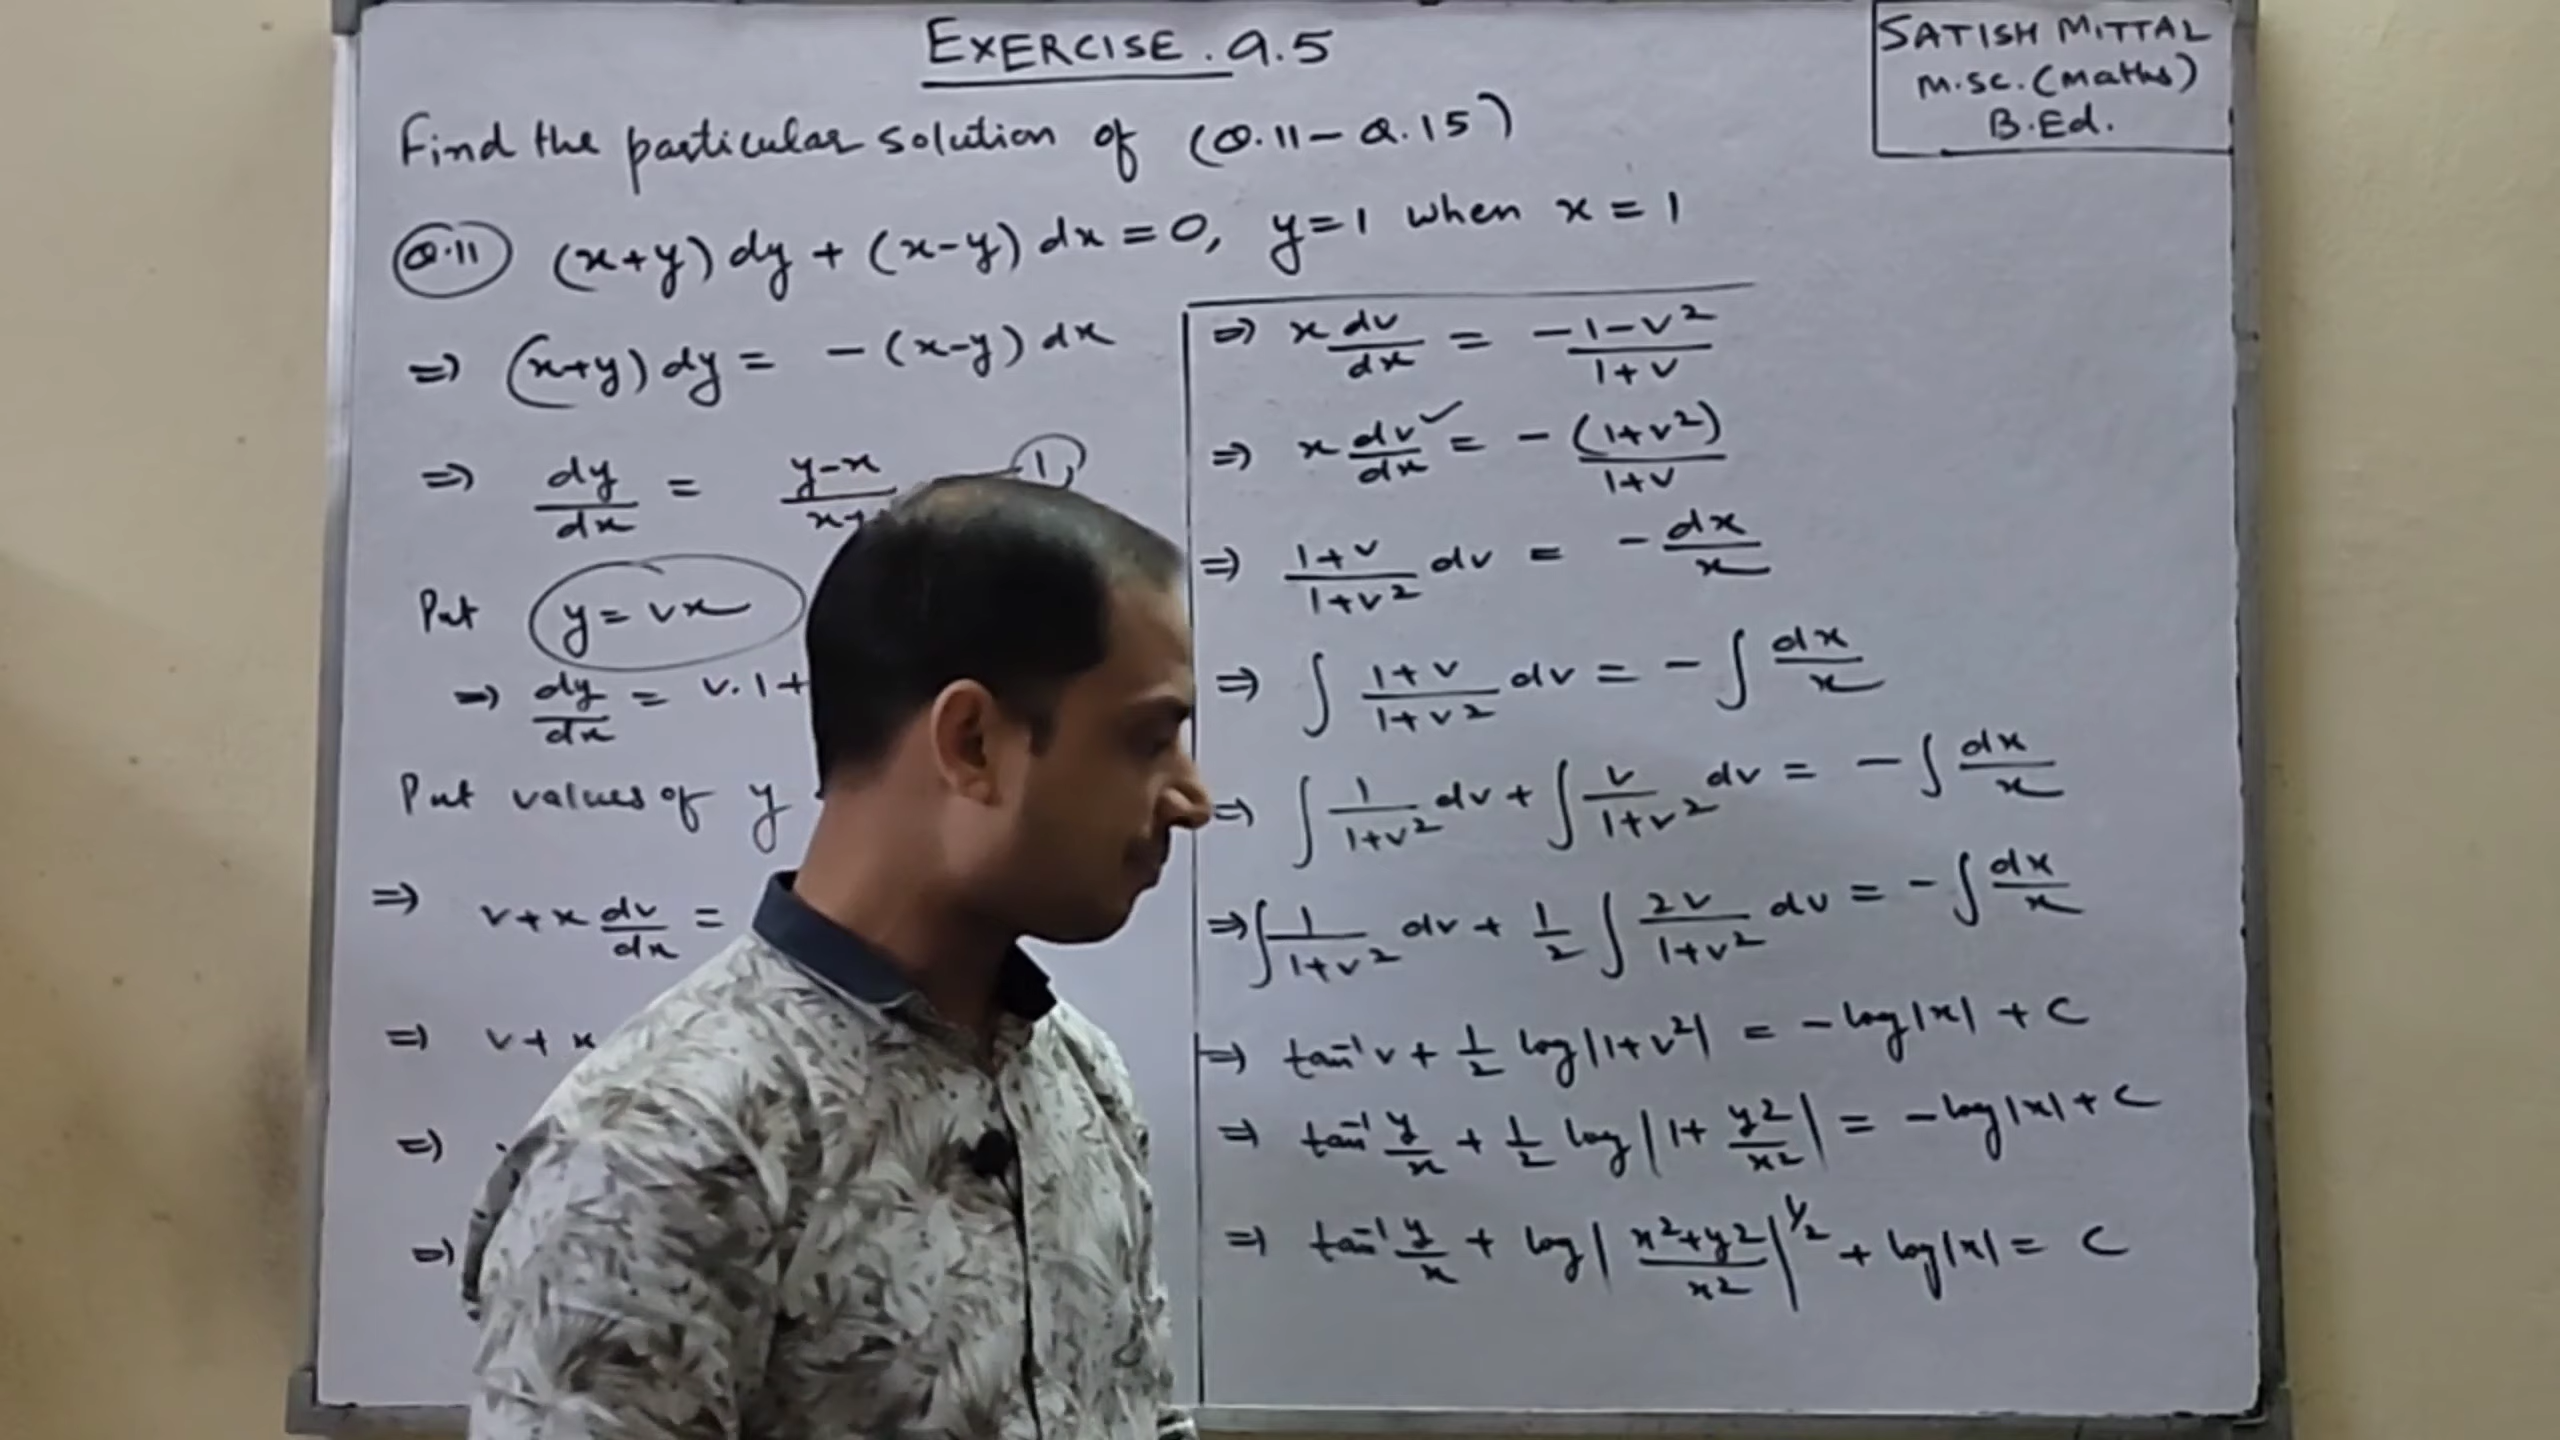 EXERCISE. 9.5
SATISH MITTAL
M.Sc. (Maths)
B.Ed.
Find the particular solution of (Q.11 – Q.15)
Q.11 (x+y) dy + (x-y) dx = 0, y=1 when x = 1
⇒ (x+y) dy = - (x-y) dx
⇒ dy/dx = y-x/x+ 1
Put y = vx
⇒ dy/dx = v.1+
Put values of y
⇒ v + x dv/dx =
⇒ v + x
⇒
⇒
⇒ x dv/dx = -1-v²/1+v
⇒ x dv/dx ✓ = - (1+v²)/1+v
⇒ 1+v/1+v² dv = - dx/x
⇒ ∫ 1+v/1+v² dv = - ∫ dx/x
⇒ ∫ 1/1+v² dv + ∫ v/1+v² dv = - ∫ dx/x
⇒ ∫ 1/1+v² dv + 1/2 ∫ 2v/1+v² dv = - ∫ dx/x
⇒ tan⁻¹ v + 1/2 log|1+v²| = - log|x| + C
⇒ tan⁻¹ y/x + 1/2 log|1+ y²/x²| = - log|x| + C
⇒ tan⁻¹ y/x + log| x²+y²/x² |^1/2 + log|x| = C